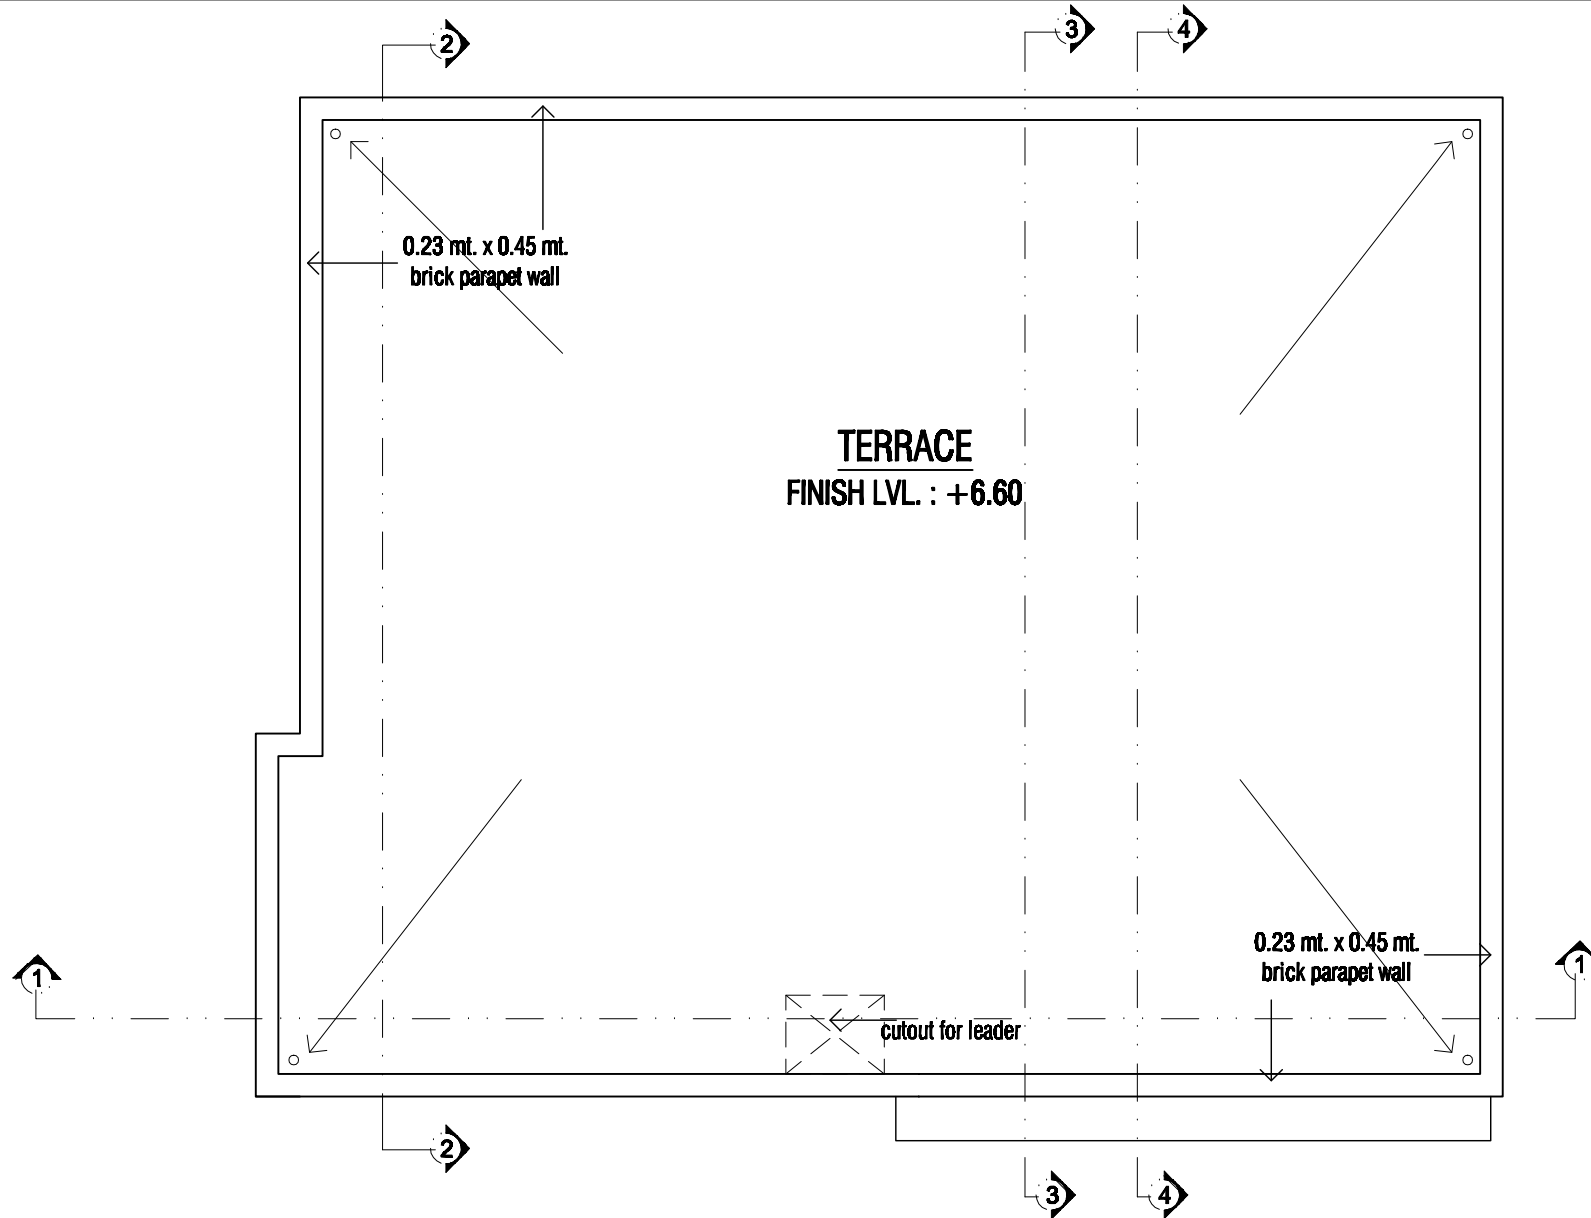 2
3
4
0.23 mt. x 0.45 mt.
brick parapet wall
TERRACE
FINISH LVL. : +6.60
0.23 mt. x 0.45 mt.
brick parapet wall
1
1
cutout for leader
2
3
4